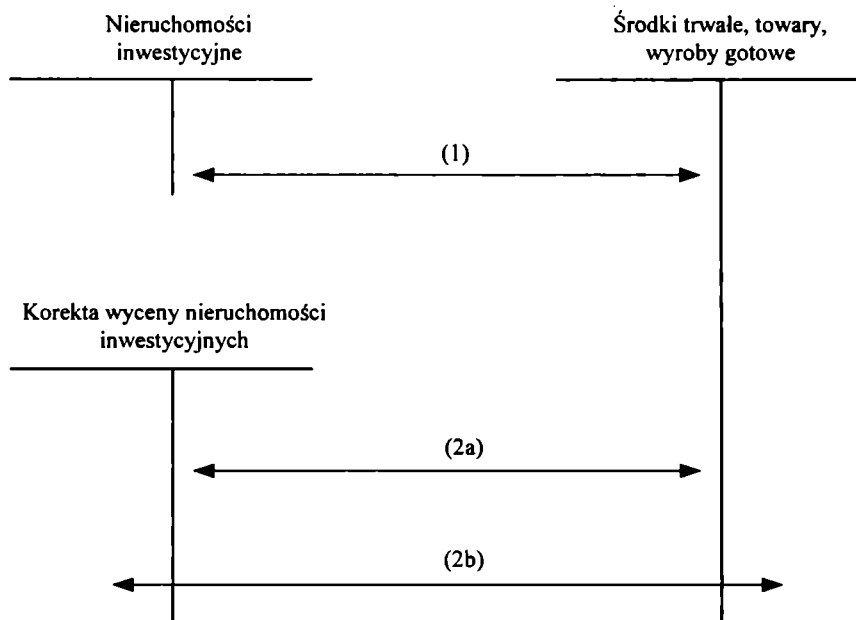 Nieruchomości
inwestycyjne
Środki trwałe, towary,
wyroby gotowe
(1)
Korekta wyceny nieruchomości
inwestycyjnych
(2a)
(2b)